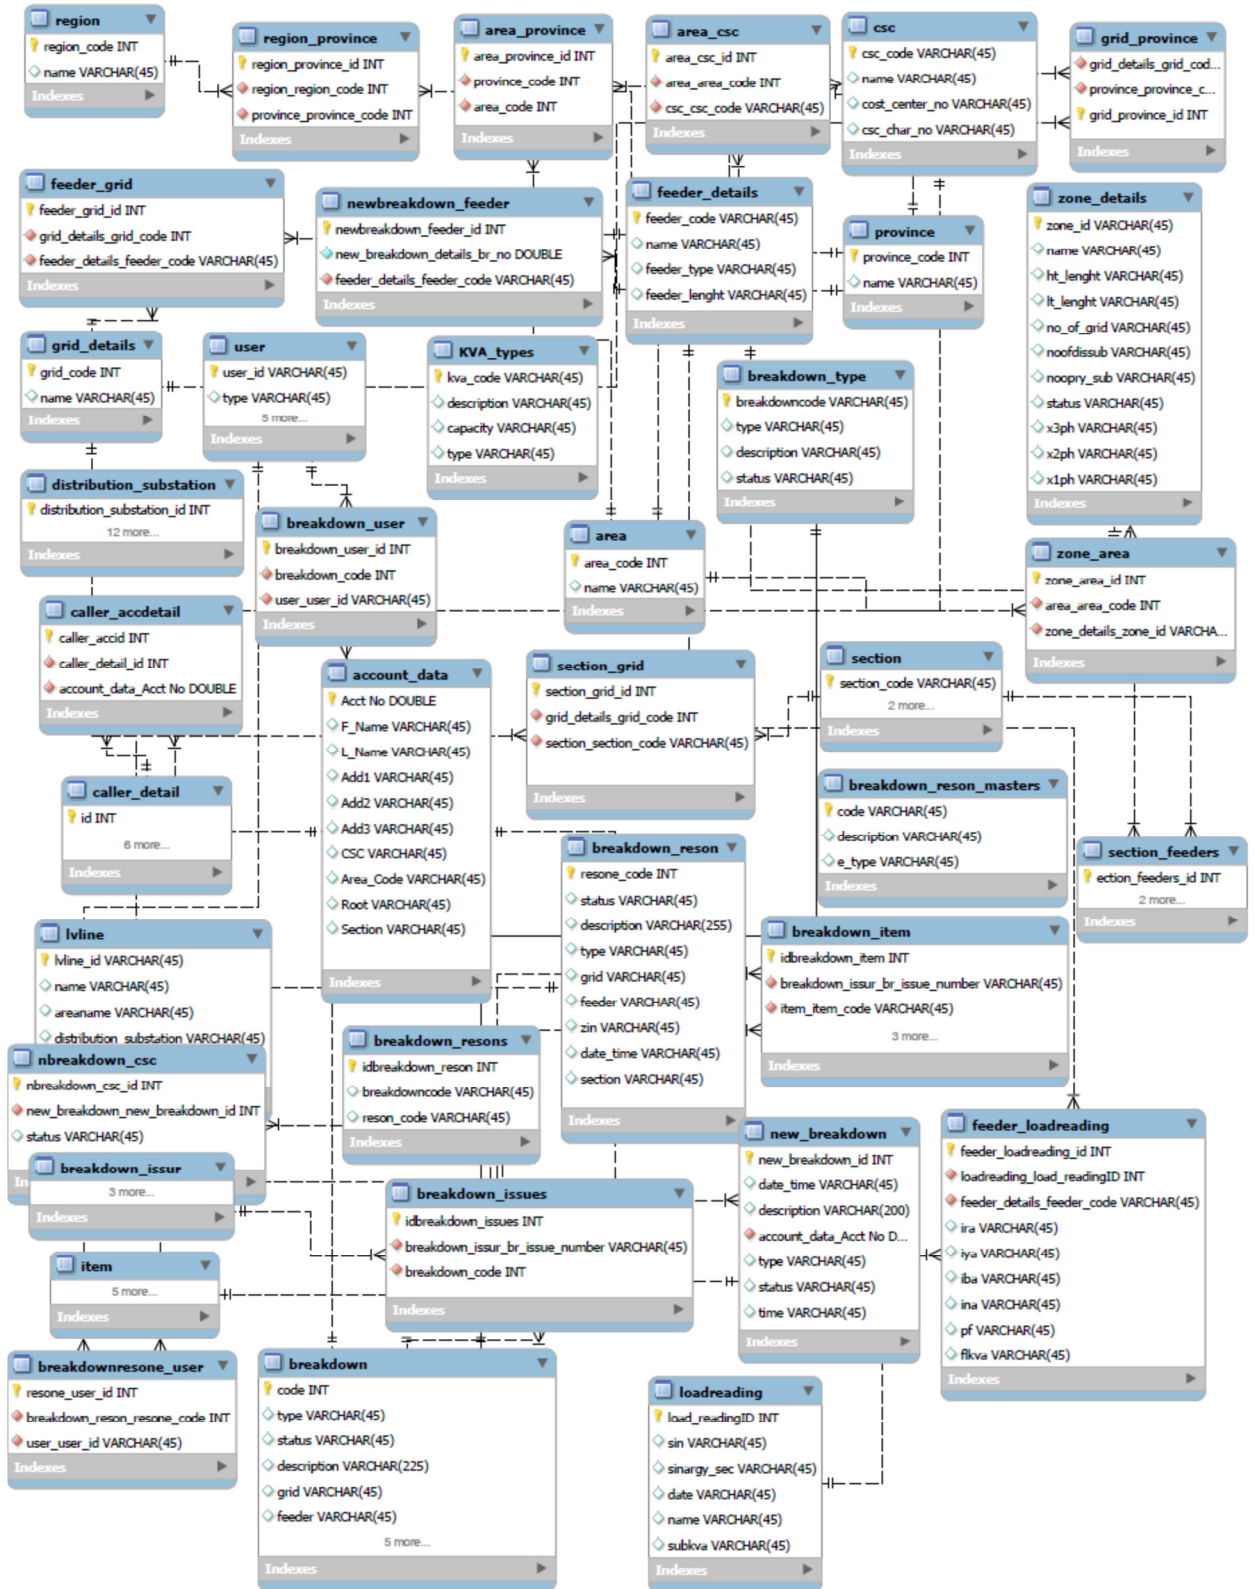 region
region_code INT
name VARCHAR(45)
Indexes
region_province
region_province_id INT
region_region_code INT
province_province_code INT
Indexes
area_province
area_province_id INT
province_code INT
area_code INT
Indexes
area_csc
area_csc_id INT
area_area_code INT
csc_csc_code VARCHAR(45)
Indexes
csc
csc_code VARCHAR(45)
name VARCHAR(45)
cost_center_no VARCHAR(45)
csc_char_no VARCHAR(45)
Indexes
grid_province
grid_details_grid_cod...
province_province_c...
grid_province_id INT
Indexes
feeder_grid
feeder_grid_id INT
grid_details_grid_code INT
feeder_details_feeder_code VARCHAR(45)
Indexes
newbreakdown_feeder
newbreakdown_feeder_id INT
new_breakdown_details_br_no DOUBLE
feeder_details_feeder_code VARCHAR(45)
Indexes
feeder_details
feeder_code VARCHAR(45)
name VARCHAR(45)
feeder_type VARCHAR(45)
feeder_lenght VARCHAR(45)
Indexes
province
province_code INT
name VARCHAR(45)
Indexes
zone_details
zone_id VARCHAR(45)
name VARCHAR(45)
ht_lenght VARCHAR(45)
lt_lenght VARCHAR(45)
no_of_grid VARCHAR(45)
noofdissub VARCHAR(45)
noopry_sub VARCHAR(45)
status VARCHAR(45)
x3ph VARCHAR(45)
x2ph VARCHAR(45)
x1ph VARCHAR(45)
Indexes
grid_details
grid_code INT
name VARCHAR(45)
Indexes
user
user_id VARCHAR(45)
type VARCHAR(45)
5 more...
Indexes
KVA_types
kva_code VARCHAR(45)
description VARCHAR(45)
capacity VARCHAR(45)
type VARCHAR(45)
Indexes
breakdown_type
breakdowncode VARCHAR(45)
type VARCHAR(45)
description VARCHAR(45)
status VARCHAR(45)
Indexes
distribution_substation
distribution_substation_id INT
12 more...
Indexes
breakdown_user
breakdown_user_id INT
breakdown_code INT
user_user_id VARCHAR(45)
Indexes
area
area_code INT
name VARCHAR(45)
Indexes
zone_area
zone_area_id INT
area_area_code INT
zone_details_zone_id VARCHA...
Indexes
caller_accdetail
caller_accid INT
caller_detail_id INT
account_data_Acct No DOUBLE
Indexes
account_data
Acct No DOUBLE
F_Name VARCHAR(45)
L_Name VARCHAR(45)
Add1 VARCHAR(45)
Add2 VARCHAR(45)
Add3 VARCHAR(45)
CSC VARCHAR(45)
Area_Code VARCHAR(45)
Root VARCHAR(45)
Section VARCHAR(45)
Indexes
section_grid
section_grid_id INT
grid_details_grid_code INT
section_section_code VARCHAR(45)
Indexes
section
section_code VARCHAR(45)
2 more...
Indexes
caller_detail
id INT
6 more...
Indexes
breakdown_reson_masters
code VARCHAR(45)
description VARCHAR(45)
e_type VARCHAR(45)
Indexes
breakdown_reson
resone_code INT
status VARCHAR(45)
description VARCHAR(255)
type VARCHAR(45)
grid VARCHAR(45)
feeder VARCHAR(45)
zin VARCHAR(45)
date_time VARCHAR(45)
section VARCHAR(45)
Indexes
section_feeders
ection_feeders_id INT
2 more...
Indexes
lvline
lvline_id VARCHAR(45)
name VARCHAR(45)
areaname VARCHAR(45)
distribution_substation VARCHAR(45)
breakdown_item
idbreakdown_item INT
breakdown_issur_br_issue_number VARCHAR(45)
item_item_code VARCHAR(45)
3 more...
Indexes
nbreakdown_csc
nbreakdown_csc_id INT
new_breakdown_new_breakdown_id INT
status VARCHAR(45)
breakdown_resons
idbreakdown_reson INT
breakdowncode VARCHAR(45)
reson_code VARCHAR(45)
Indexes
new_breakdown
new_breakdown_id INT
date_time VARCHAR(45)
description VARCHAR(200)
account_data_Acct No D...
type VARCHAR(45)
status VARCHAR(45)
time VARCHAR(45)
Indexes
feeder_loadreading
feeder_loadreading_id INT
loadreading_load_readingID INT
feeder_details_feeder_code VARCHAR(45)
ira VARCHAR(45)
iya VARCHAR(45)
iba VARCHAR(45)
ina VARCHAR(45)
pf VARCHAR(45)
flkva VARCHAR(45)
Indexes
breakdown_issur
3 more...
Indexes
breakdown_issues
idbreakdown_issues INT
breakdown_issur_br_issue_number VARCHAR(45)
breakdown_code INT
Indexes
item
5 more...
Indexes
breakdownresone_user
resone_user_id INT
breakdown_reson_resone_code INT
user_user_id VARCHAR(45)
Indexes
breakdown
code INT
type VARCHAR(45)
status VARCHAR(45)
description VARCHAR(225)
grid VARCHAR(45)
feeder VARCHAR(45)
5 more...
Indexes
loadreading
load_readingID INT
sin VARCHAR(45)
sinargy_sec VARCHAR(45)
date VARCHAR(45)
name VARCHAR(45)
subkva VARCHAR(45)
Indexes